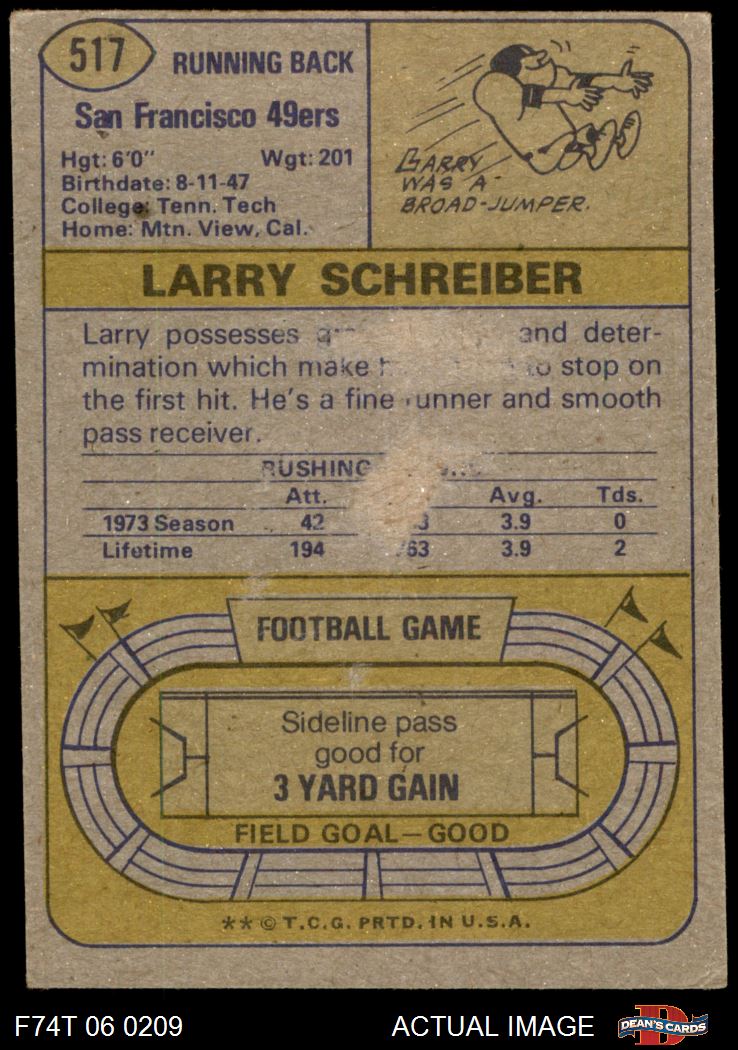 517
RUNNING BACK
San Francisco 49ers
Hgt: 6'0" Wgt: 201
Birthdate: 8-11-47
College: Tenn. Tech
Home: Mtn. View, Cal.
LARRY
WAS A
BROAD-JUMPER.
LARRY SCHREIBER
Larry possesses and deter-
mination which make to stop on
the first hit. He's a fine runner and smooth
pass receiver.
RUSHING
Att. Avg. Tds.
1973 Season 42 3.9 0
Lifetime 194 763 3.9 2
FOOTBALL GAME
Sideline pass
good for
3 YARD GAIN
FIELD GOAL—GOOD
** © T.C.G. PRTD. IN U.S.A.
F74T 06 0209 ACTUAL IMAGE DEAN'S CARDS